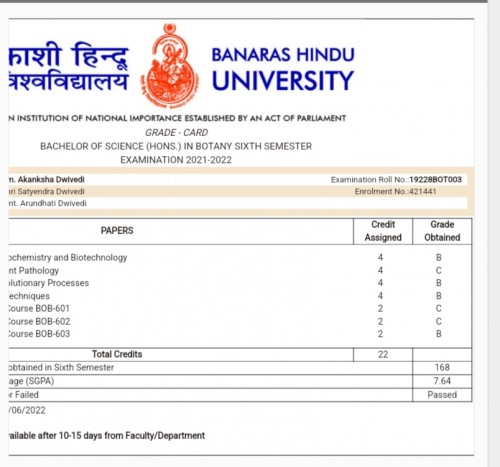 काशी हिन्दू
विश्वविद्यालय
BANARAS HINDU
UNIVERSITY
N INSTITUTION OF NATIONAL IMPORTANCE ESTABLISHED BY AN ACT OF PARLIAMENT
GRADE - CARD
BACHELOR OF SCIENCE (HONS.) IN BOTANY SIXTH SEMESTER
EXAMINATION 2021-2022
m. Akanksha Dwivedi Examination Roll No.:19228BOT003
ri Satyendra Dwivedi Enrolment No.:421441
nt. Arundhati Dwivedi
PAPERS Credit Assigned Grade Obtained
ochemistry and Biotechnology 4 B
nt Pathology 4 C
olutionary Processes 4 B
echniques 4 B
Course BOB-601 2 C
Course BOB-602 2 C
Course BOB-603 2 B
Total Credits 22
obtained in Sixth Semester 168
age (SGPA) 7.64
r Failed Passed
/06/2022
ailable after 10-15 days from Faculty/Department